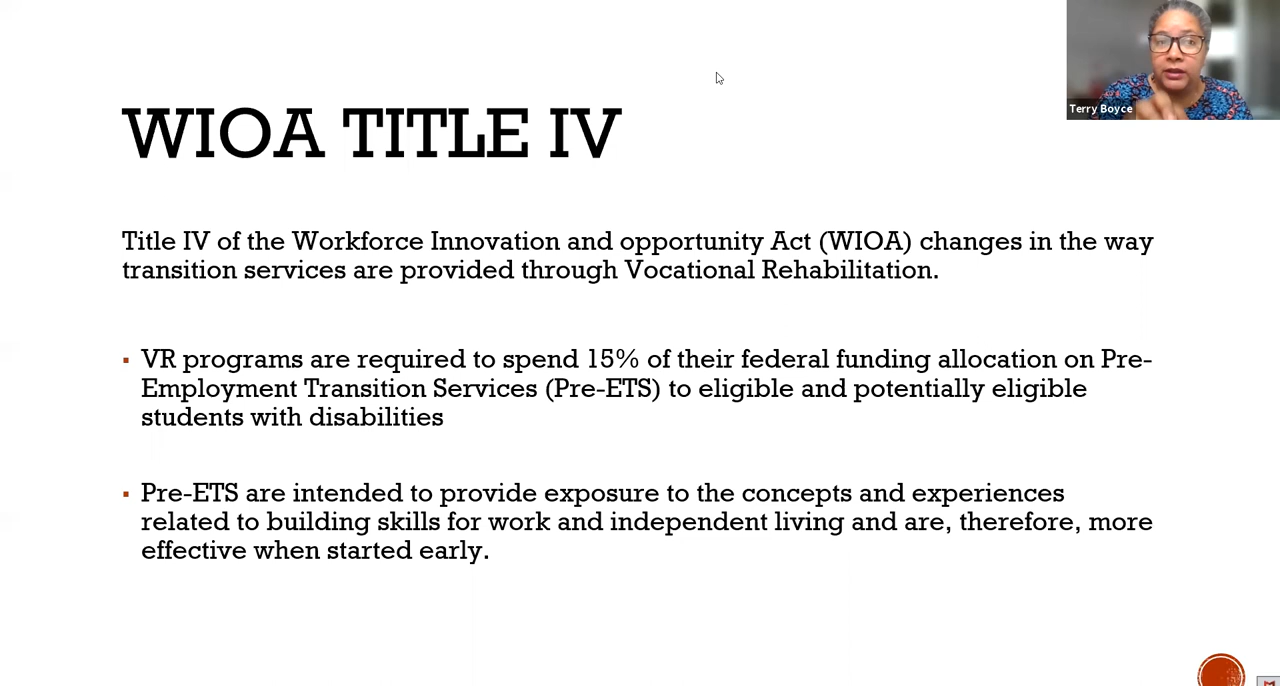 Terry Boyce
WIOA TITLE IV
Title IV of the Workforce Innovation and opportunity Act (WIOA) changes in the way
transition services are provided through Vocational Rehabilitation.
▪ VR programs are required to spend 15% of their federal funding allocation on Pre-
Employment Transition Services (Pre-ETS) to eligible and potentially eligible
students with disabilities
▪ Pre-ETS are intended to provide exposure to the concepts and experiences
related to building skills for work and independent living and are, therefore, more
effective when started early.